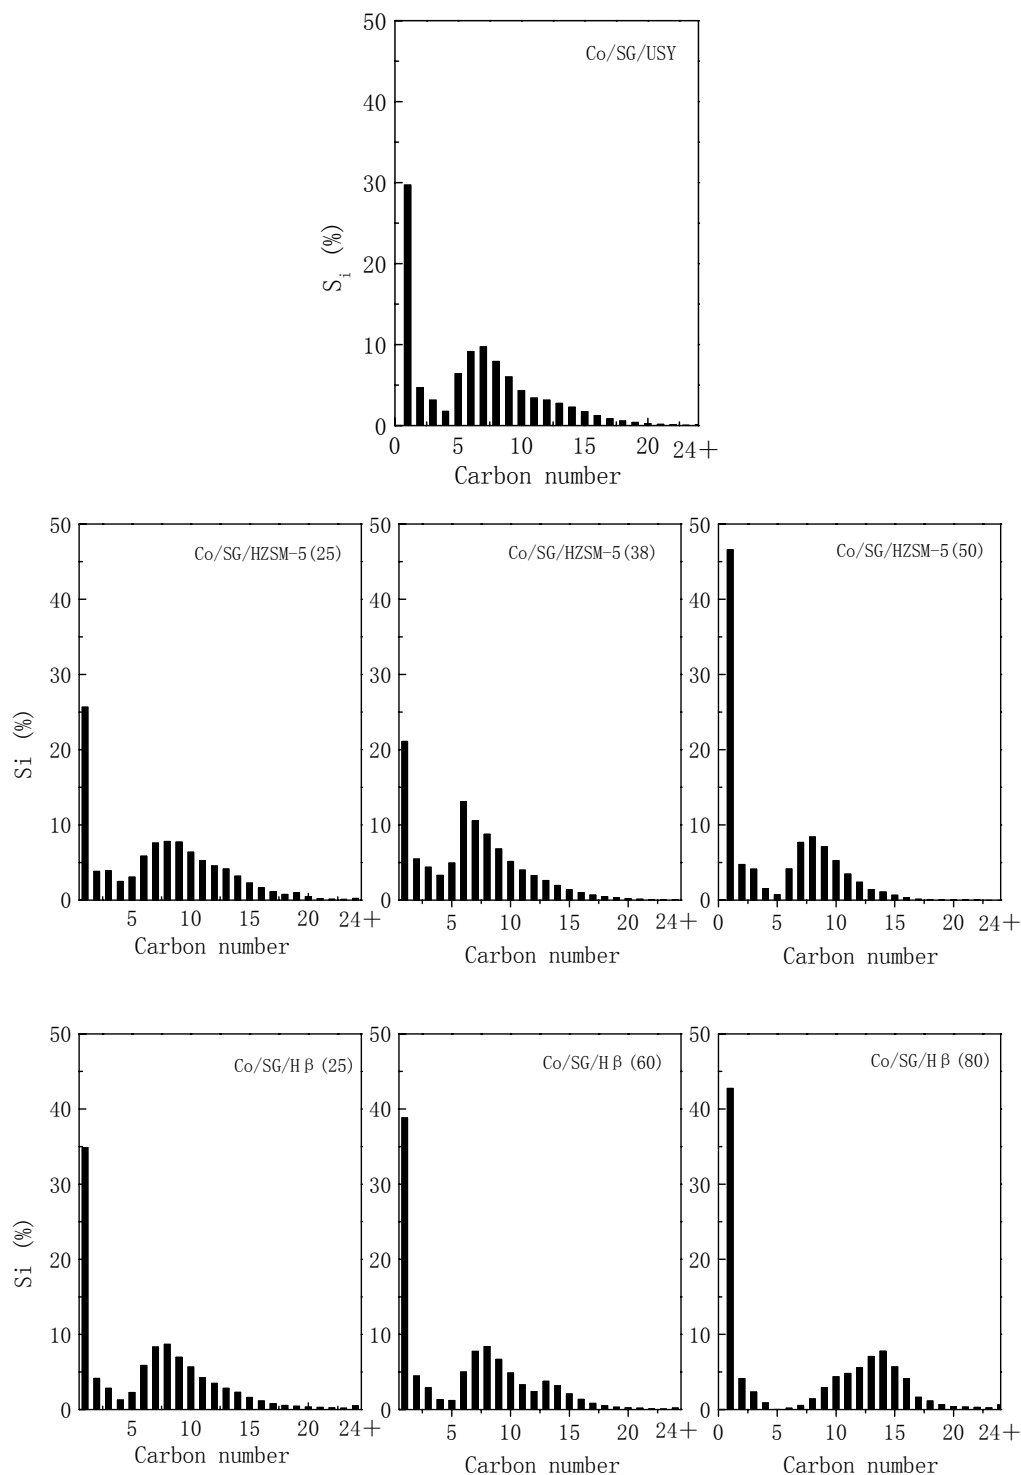 50
Co/SG/USY
40
30
S_i (%)
20
10
0
0 5 10 15 20 24+
Carbon number
50 50 50
Co/SG/HZSM-5(25) Co/SG/HZSM-5(38) Co/SG/HZSM-5(50)
40 40 40
30 30 30
Si (%)
20 20 20
10 10 10
0 0 0
5 10 15 20 24+ 5 10 15 20 24+ 0 5 10 15 20 24+
Carbon number Carbon number Carbon number
50 50 50
Co/SG/Hβ(25) Co/SG/Hβ(60) Co/SG/Hβ(80)
40 40 40
30 30 30
Si (%)
20 20 20
10 10 10
0 0 0
5 10 15 20 24+ 5 10 15 20 24+ 0 5 10 15 20 24+
Carbon number Carbon number Carbon number